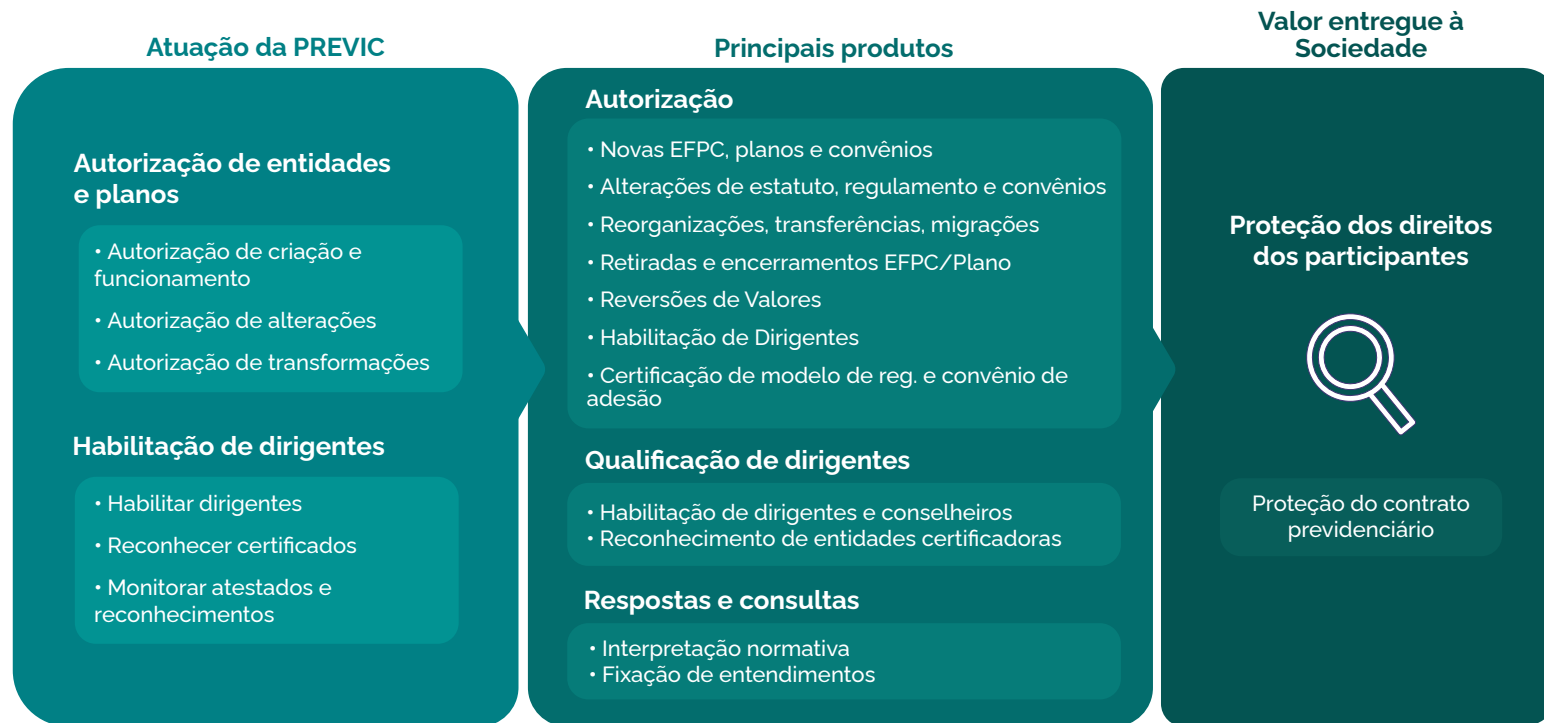 Atuação da PREVIC
Autorização de entidades
e planos
• Autorização de criação e
funcionamento
• Autorização de alterações
• Autorização de transformações
Habilitação de dirigentes
• Habilitar dirigentes
• Reconhecer certificados
• Monitorar atestados e
reconhecimentos
Principais produtos
Autorização
• Novas EFPC, planos e convênios
• Alterações de estatuto, regulamento e convênios
• Reorganizações, transferências, migrações
• Retiradas e encerramentos EFPC/Plano
• Reversões de Valores
• Habilitação de Dirigentes
• Certificação de modelo de reg. e convênio de
adesão
Qualificação de dirigentes
• Habilitação de dirigentes e conselheiros
• Reconhecimento de entidades certificadoras
Respostas e consultas
• Interpretação normativa
• Fixação de entendimentos
Valor entregue à
Sociedade
Proteção dos direitos
dos participantes
Proteção do contrato
previdenciário